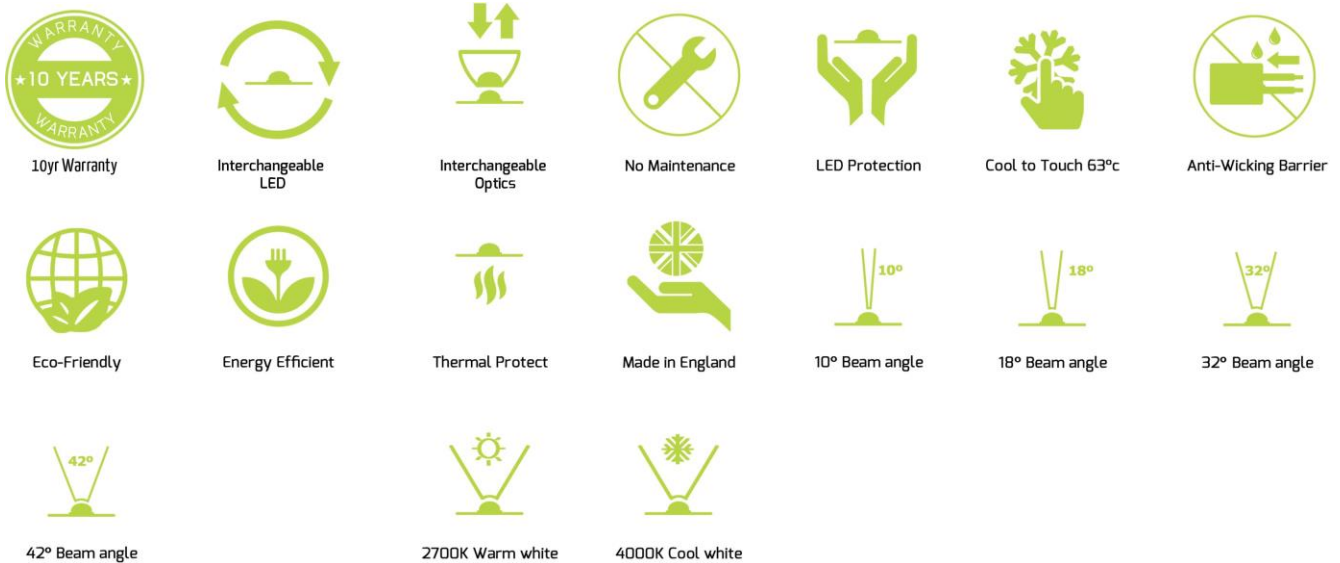 WARRANTY
★10 YEARS★
WARRANTY
10yr Warranty
Interchangeable
LED
Interchangeable
Optics
No Maintenance
LED Protection
Cool to Touch 63ºc
Anti-Wicking Barrier
Eco-Friendly
Energy Efficient
Thermal Protect
Made in England
10º
10º Beam angle
18º
18º Beam angle
32º
32º Beam angle
42º
42º Beam angle
2700K Warm white
4000K Cool white